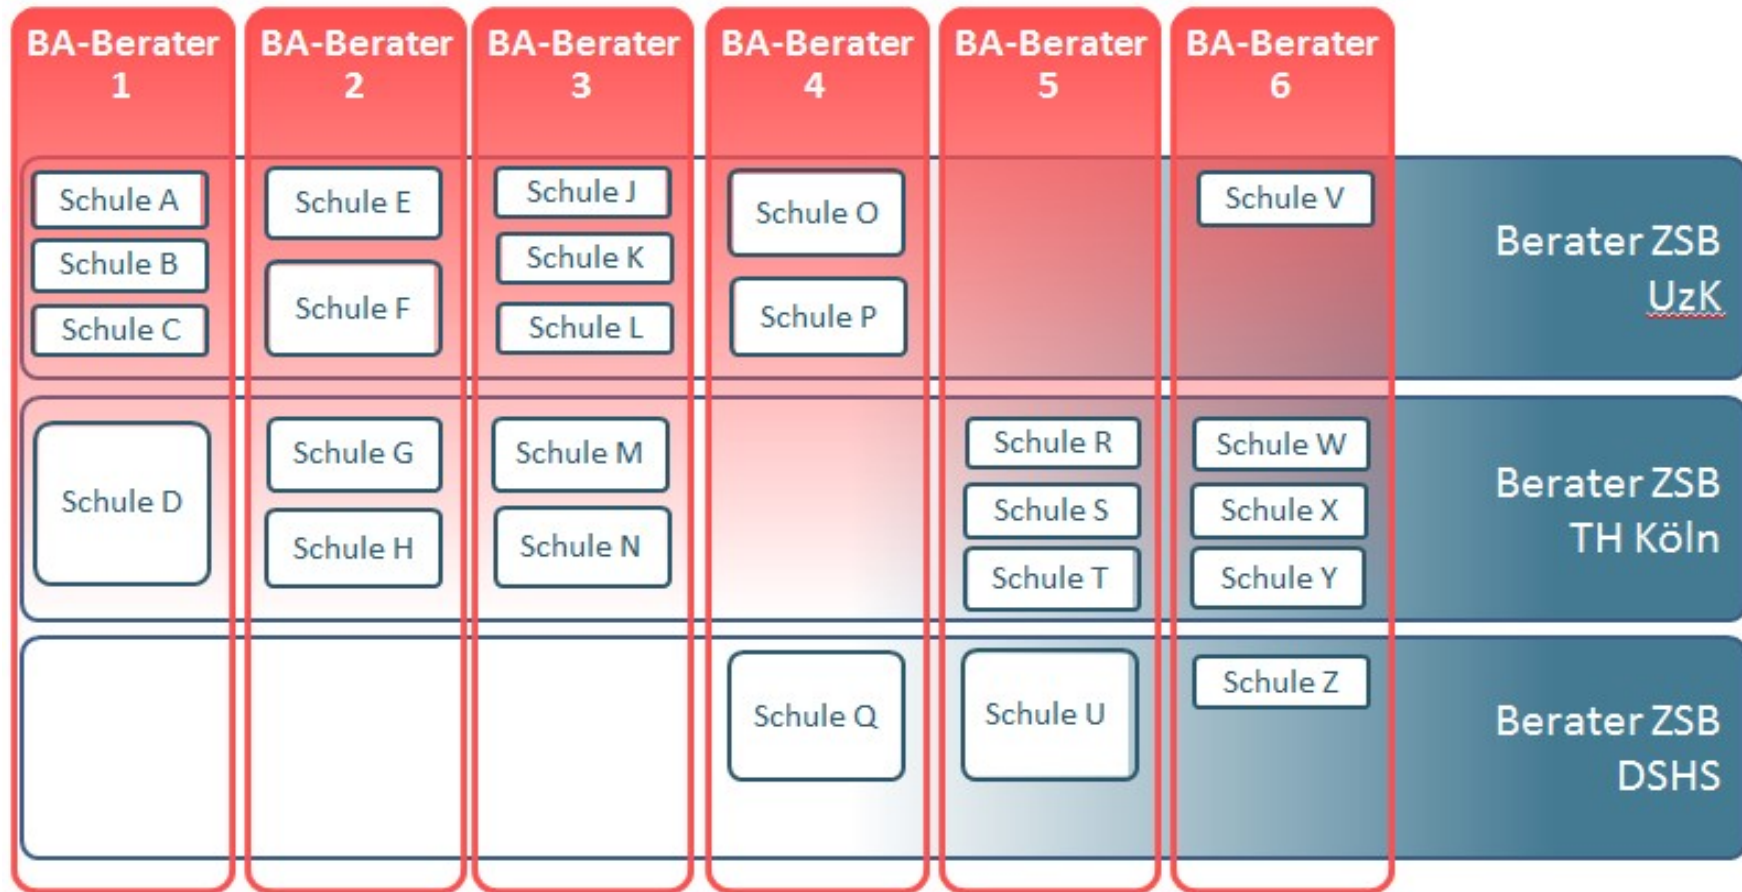 BA-Berater
1
BA-Berater
2
BA-Berater
3
BA-Berater
4
BA-Berater
5
BA-Berater
6
Schule A
Schule B
Schule C
Schule E
Schule F
Schule J
Schule K
Schule L
Schule O
Schule P
Schule V
Berater ZSB
UzK
Schule D
Schule G
Schule H
Schule M
Schule N
Schule R
Schule S
Schule T
Schule W
Schule X
Schule Y
Berater ZSB
TH Köln
Schule Q
Schule U
Schule Z
Berater ZSB
DSHS